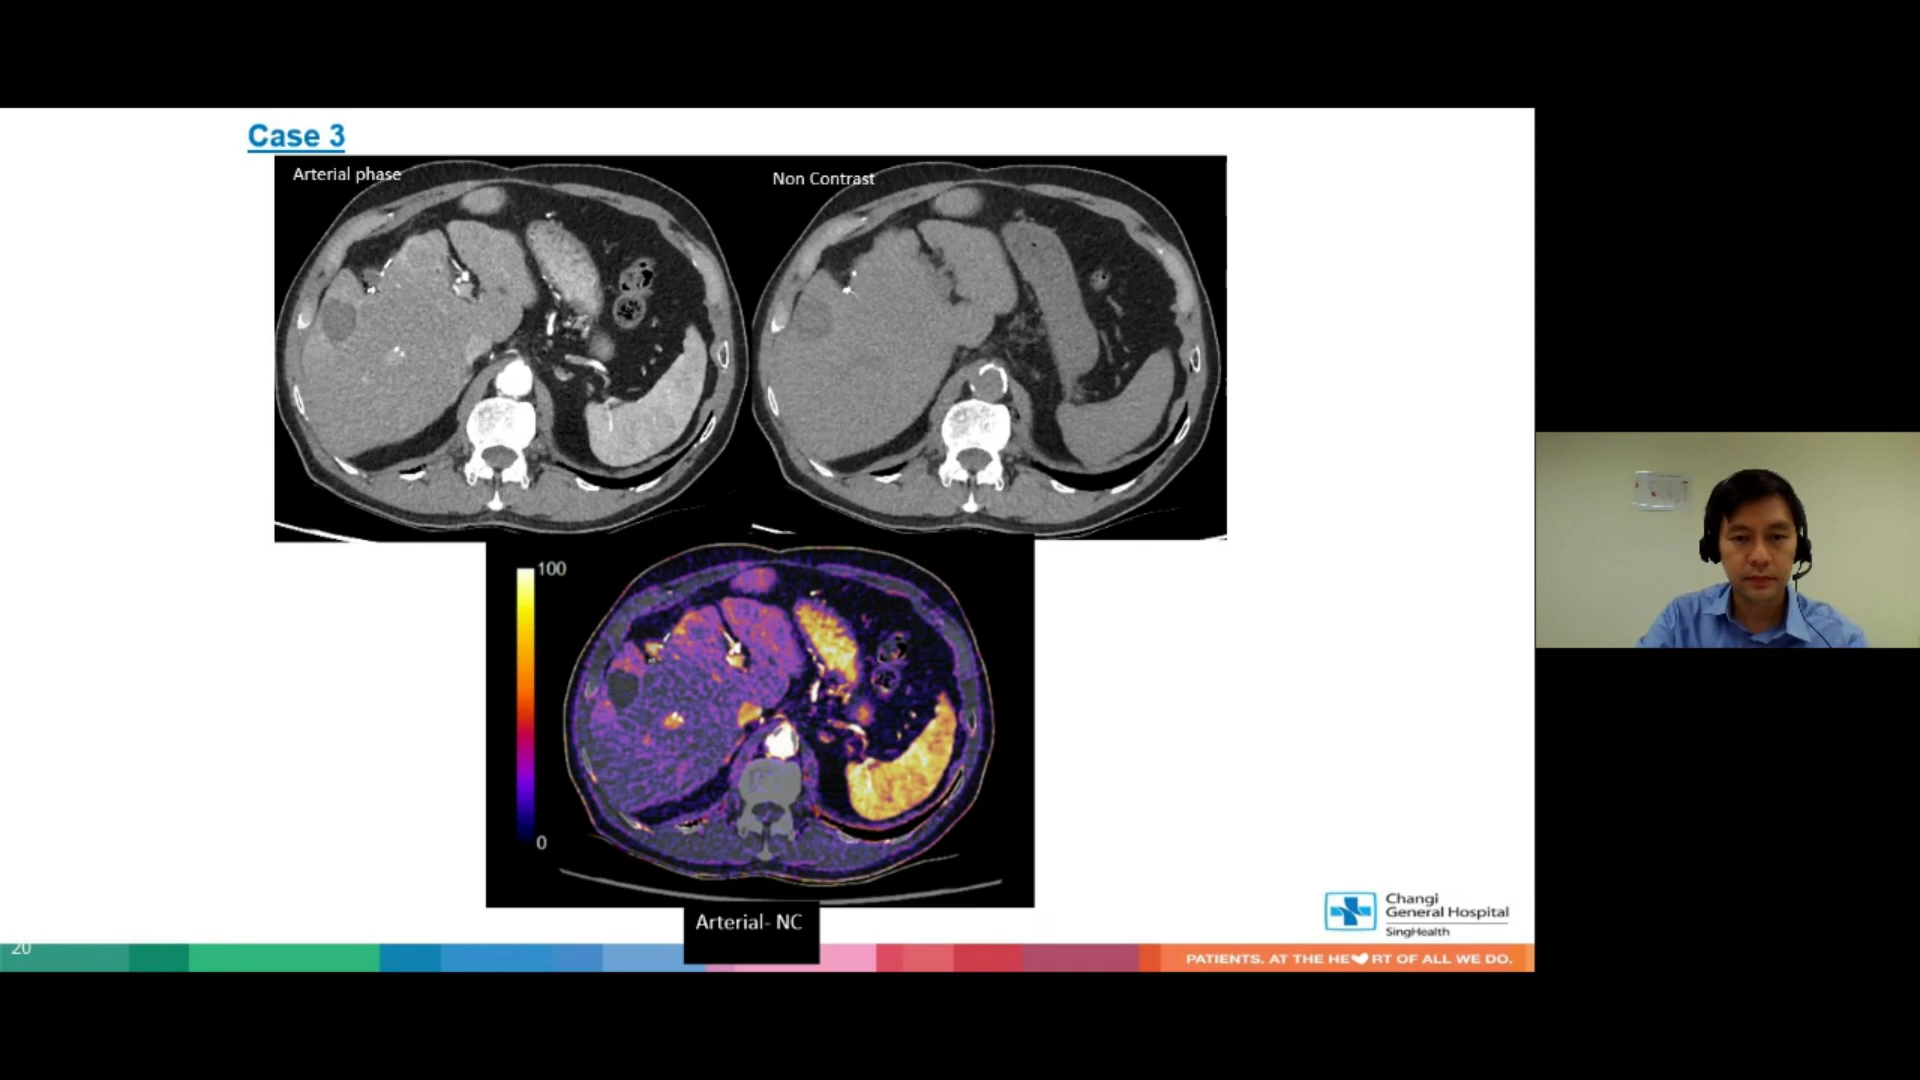 Case 3
Arterial phase
Non Contrast
100
0
Arterial- NC
Changi
General Hospital
SingHealth
20
PATIENTS. AT THE HE❤RT OF ALL WE DO.